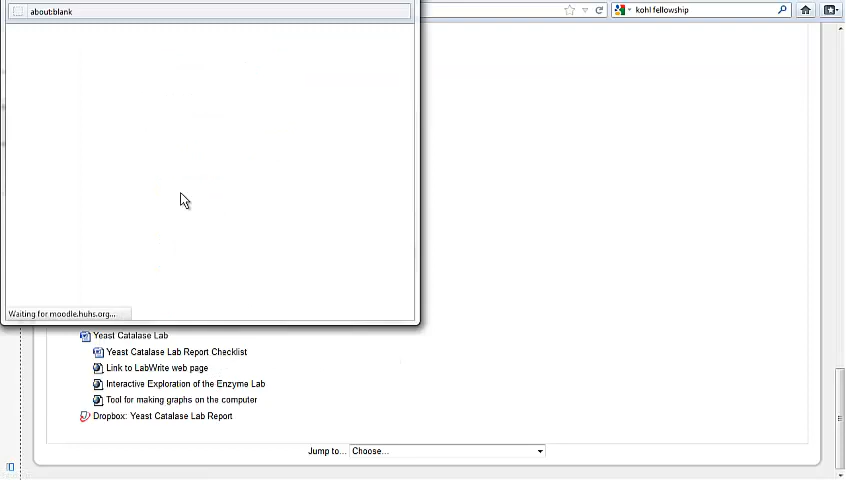 about:blank
kohl fellowship
Waiting for moodle.huhs.org...
Yeast Catalase Lab
Yeast Catalase Lab Report Checklist
Link to LabWrite web page
Interactive Exploration of the Enzyme Lab
Tool for making graphs on the computer
Dropbox: Yeast Catalase Lab Report
Jump to... Choose...